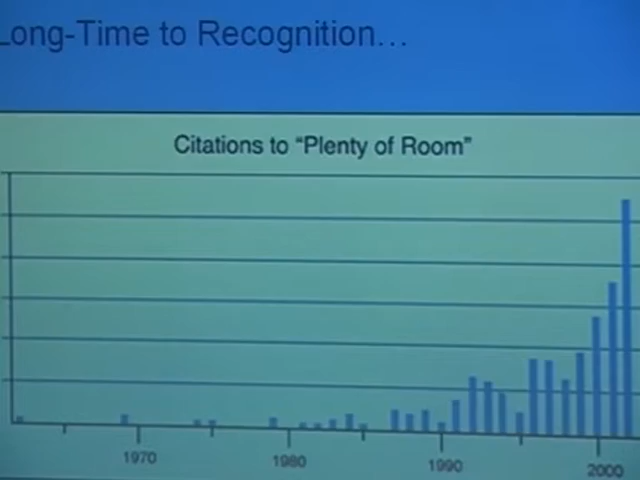 Long-Time to Recognition…
Citations to “Plenty of Room”
1970 1980 1990 2000